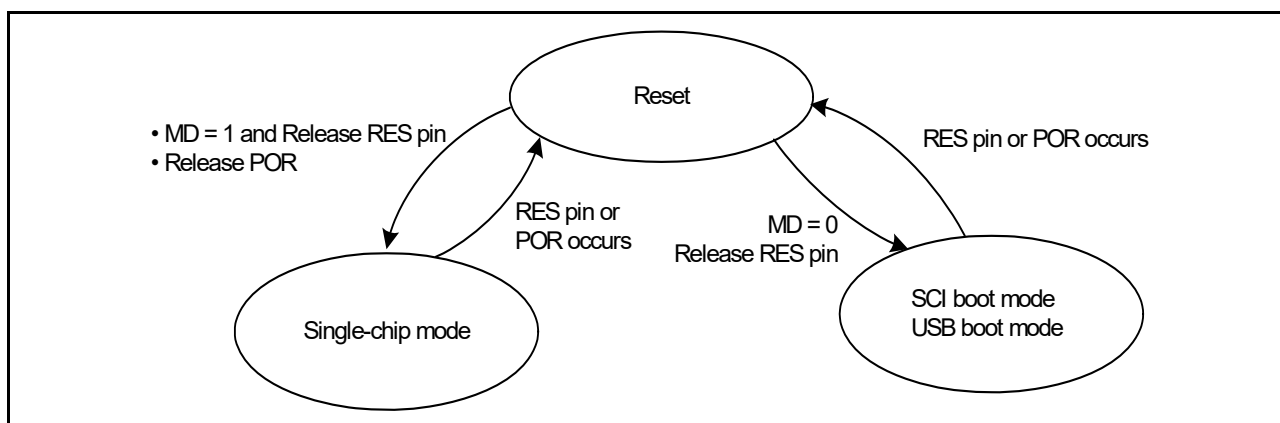 Reset
• MD = 1 and Release RES pin
• Release POR
RES pin or POR occurs
RES pin or
POR occurs
MD = 0
Release RES pin
Single-chip mode
SCI boot mode
USB boot mode